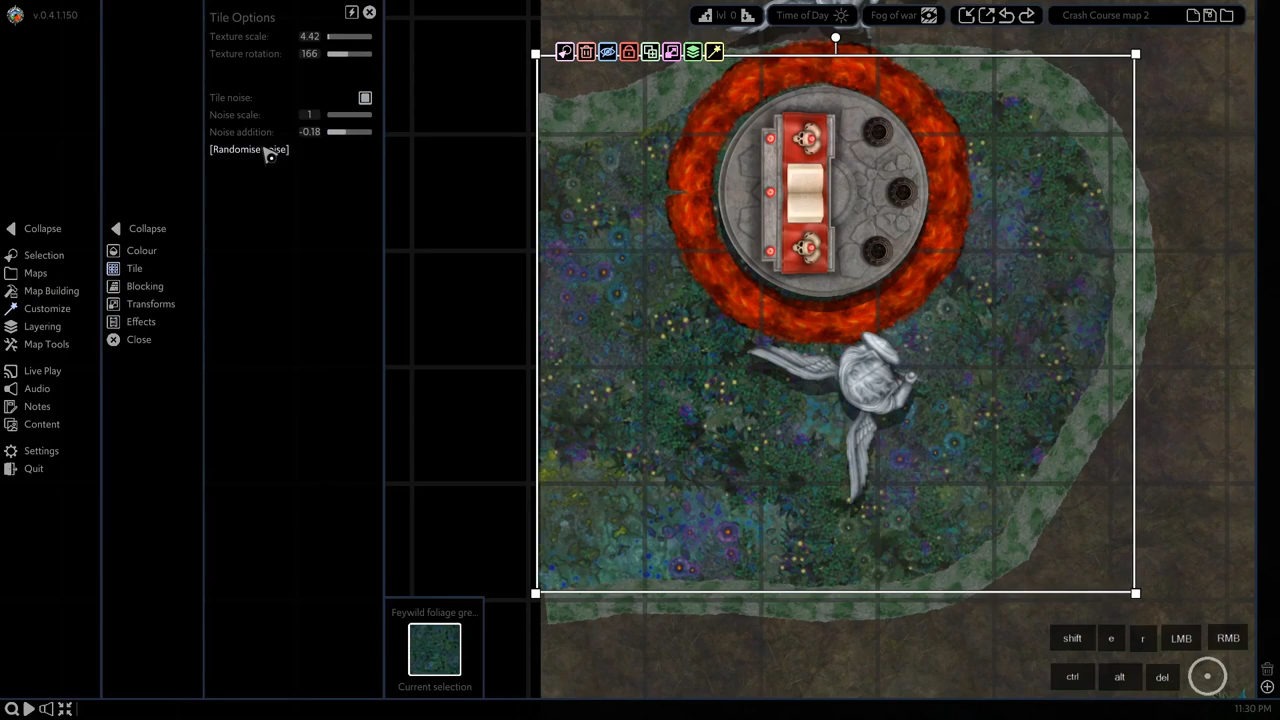 v.0.4.1.150
Tile Options
Texture scale: 4.42
Texture rotation: 166
Tile noise:
Noise scale: 1
Noise addition: -0.18
[Randomise noise]
Collapse
Selection
Maps
Map Building
Customize
Layering
Map Tools
Live Play
Audio
Notes
Content
Settings
Quit
Collapse
Colour
Tile
Blocking
Transforms
Effects
Close
lvl 0
Time of Day
Fog of war
Crash Course map 2
Feywild foliage gre...
Current selection
shift e r LMB RMB
ctrl alt del
11:30 PM